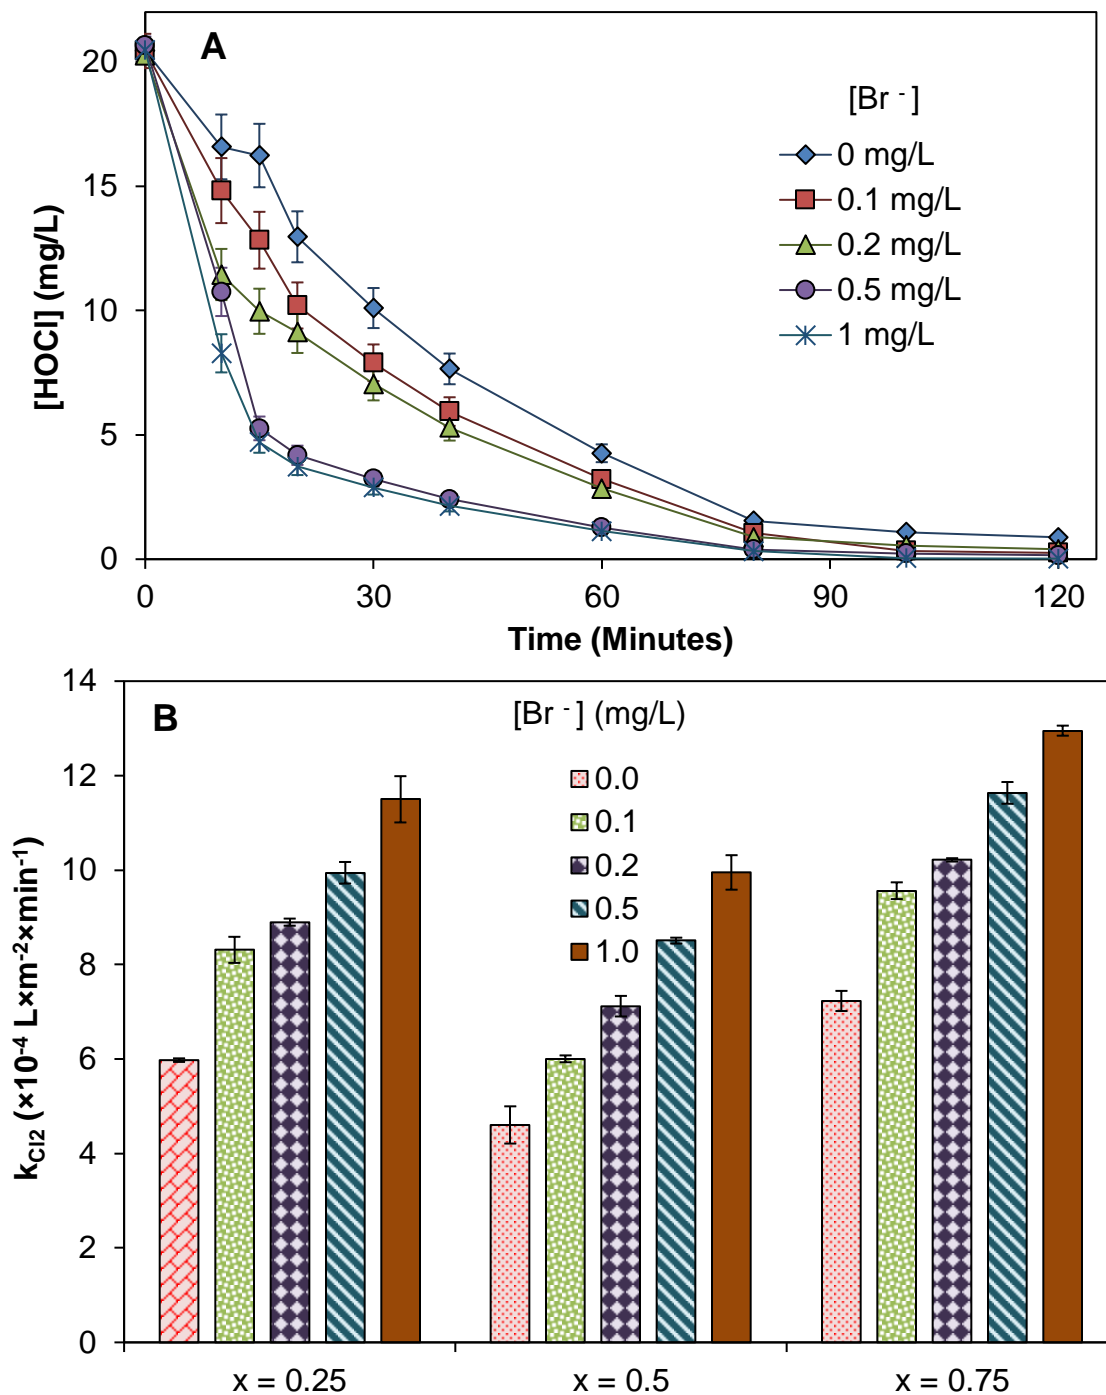 A
20
15
10
5
0
[HOCl] (mg/L)
[Br ⁻]
0 mg/L
0.1 mg/L
0.2 mg/L
0.5 mg/L
1 mg/L
0 30 60 90 120
Time (Minutes)
B
14
12
10
8
6
4
2
0
k_Cl2 (×10⁻⁴ L×m⁻²×min⁻¹)
[Br ⁻] (mg/L)
0.0
0.1
0.2
0.5
1.0
x = 0.25 x = 0.5 x = 0.75